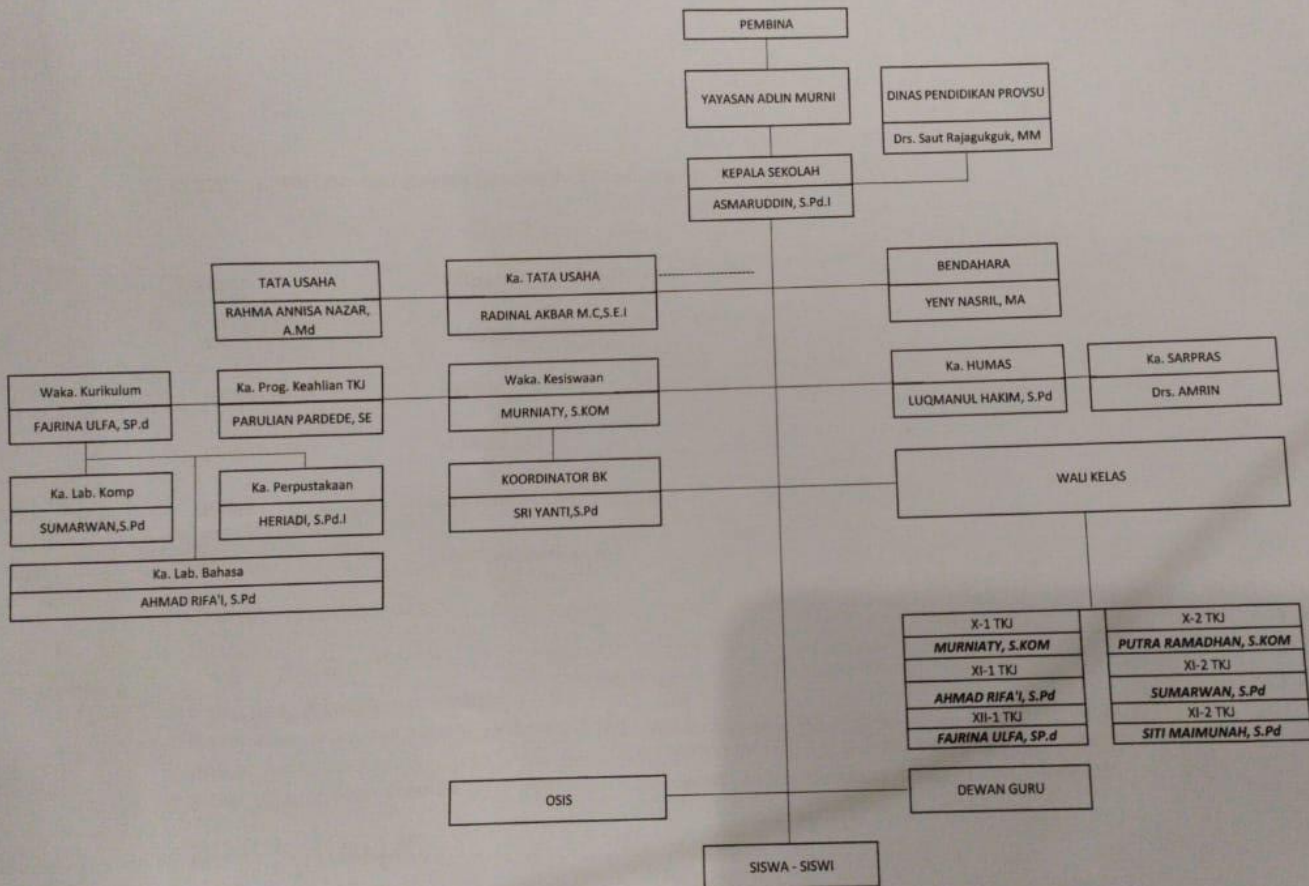 PEMBINA
YAYASAN ADLIN MURNI
DINAS PENDIDIKAN PROVSU
Drs. Saut Rajagukguk, MM
KEPALA SEKOLAH
ASMARUDDIN, S.Pd.I
TATA USAHA
RAHMA ANNISA NAZAR,
A.Md
Ka. TATA USAHA
RADINAL AKBAR M.C,S.E.I
BENDAHARA
YENY NASRIL, MA
Waka. Kurikulum
FAJRINA ULFA, SP.d
Ka. Prog. Keahlian TKJ
PARULIAN PARDEDE, SE
Waka. Kesiswaan
MURNIATY, S.KOM
Ka. HUMAS
LUQMANUL HAKIM, S.Pd
Ka. SARPRAS
Drs. AMRIN
Ka. Lab. Komp
SUMARWAN,S.Pd
Ka. Perpustakaan
HERIADI, S.Pd.I
KOORDINATOR BK
SRI YANTI,S.Pd
WALI KELAS
Ka. Lab. Bahasa
AHMAD RIFA'I, S.Pd
X-1 TKJ
MURNIATY, S.KOM
XI-1 TKJ
AHMAD RIFA'I, S.Pd
XII-1 TKJ
FAJRINA ULFA, SP.d
X-2 TKJ
PUTRA RAMADHAN, S.KOM
XI-2 TKJ
SUMARWAN, S.Pd
XI-2 TKJ
SITI MAIMUNAH, S.Pd
OSIS
DEWAN GURU
SISWA - SISWI